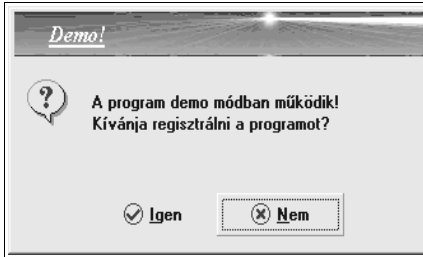 Demo!
A program demo módban működik!
Kívánja regisztrálni a programot?
Igen
Nem